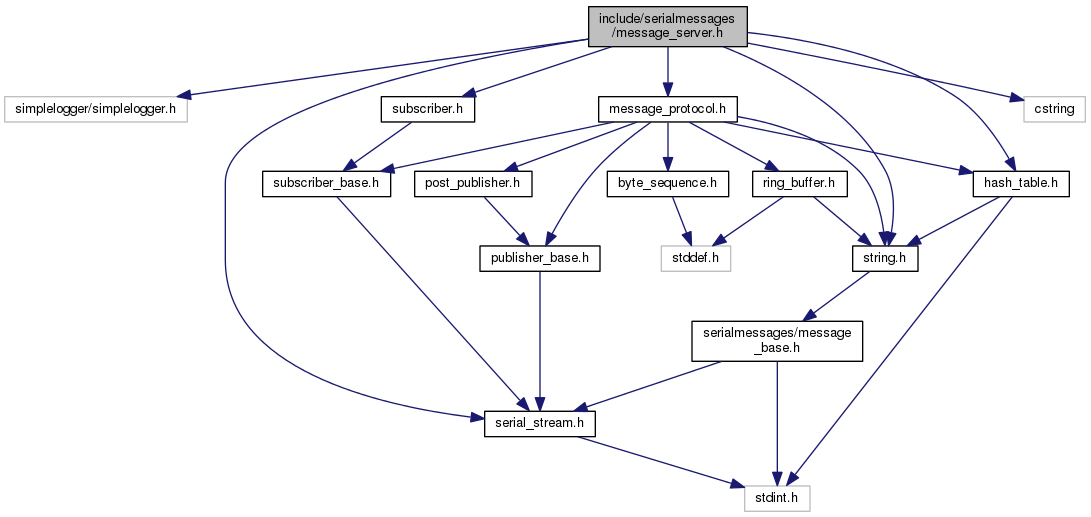 include/serialmessages
/message_server.h
simplelogger/simplelogger.h
subscriber.h
message_protocol.h
cstring
subscriber_base.h
post_publisher.h
byte_sequence.h
ring_buffer.h
hash_table.h
publisher_base.h
stddef.h
string.h
serialmessages/message
_base.h
serial_stream.h
stdint.h